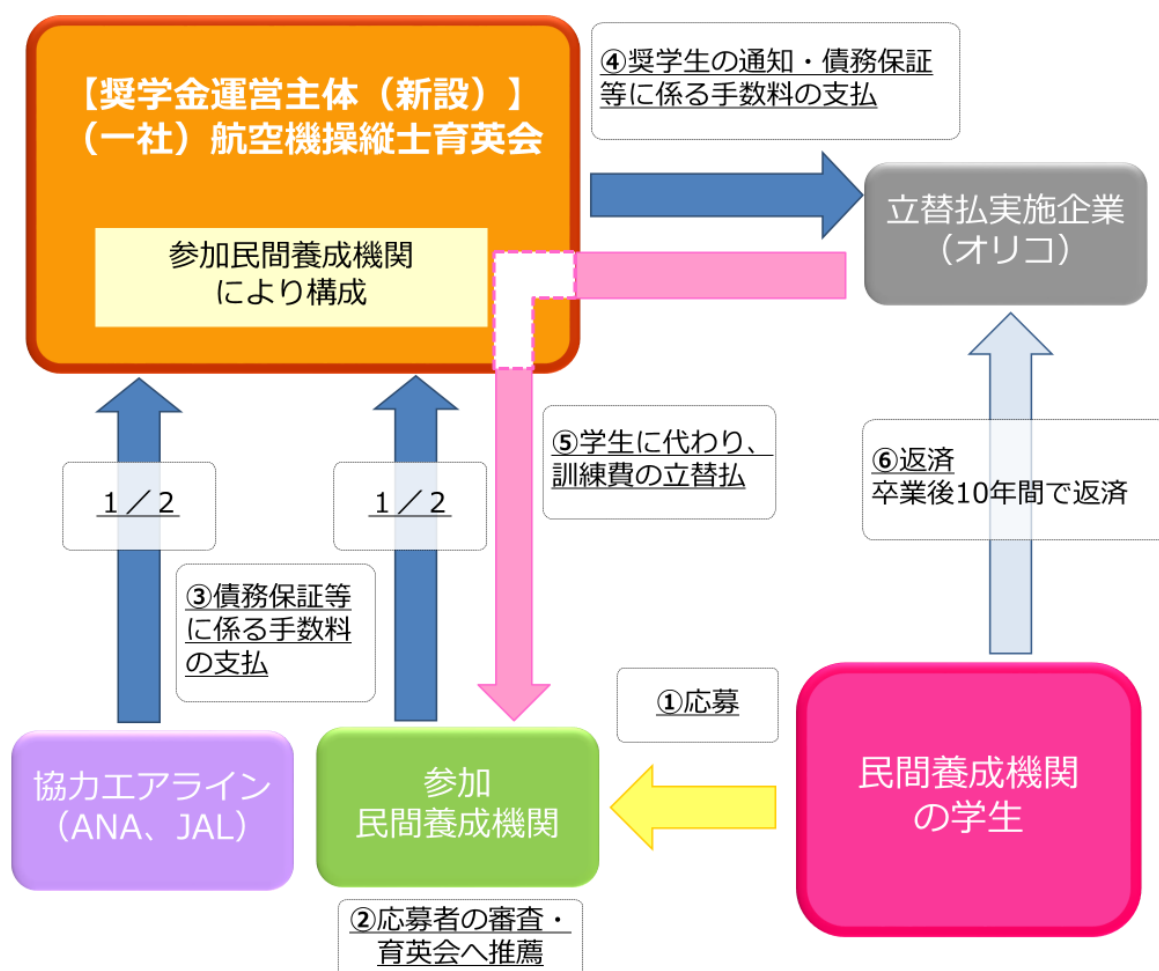 【奨学金運営主体（新設）】
（一社）航空機操縦士育英会
参加民間養成機関
により構成
④奨学生の通知・債務保証
等に係る手数料の支払
立替払実施企業
（オリコ）
１／２
１／２
③債務保証等
に係る手数料
の支払
⑤学生に代わり、
訓練費の立替払
⑥返済
卒業後10年間で返済
①応募
協力エアライン
（ANA、JAL）
参加
民間養成機関
民間養成機関
の学生
②応募者の審査・
育英会へ推薦